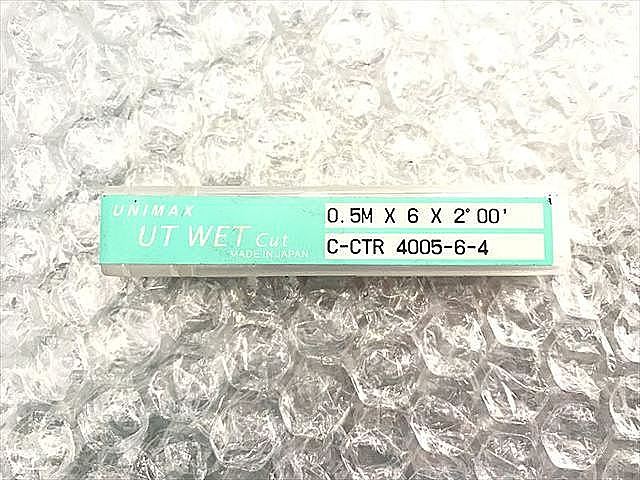 UNIMAX
UT WET Cut
MADE IN JAPAN
0.5M X 6 X 2°00'
C-CTR 4005-6-4